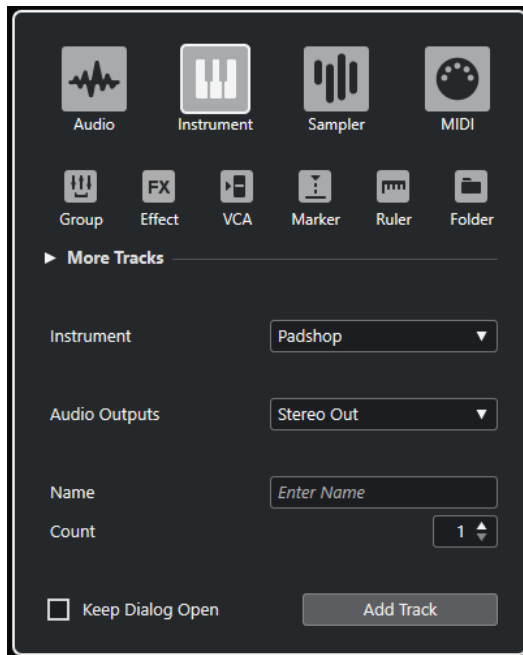 Audio Instrument Sampler MIDI
FX
Group Effect VCA Marker Ruler Folder
More Tracks
Instrument Padshop
Audio Outputs Stereo Out
Name Enter Name
Count 1
Keep Dialog Open Add Track